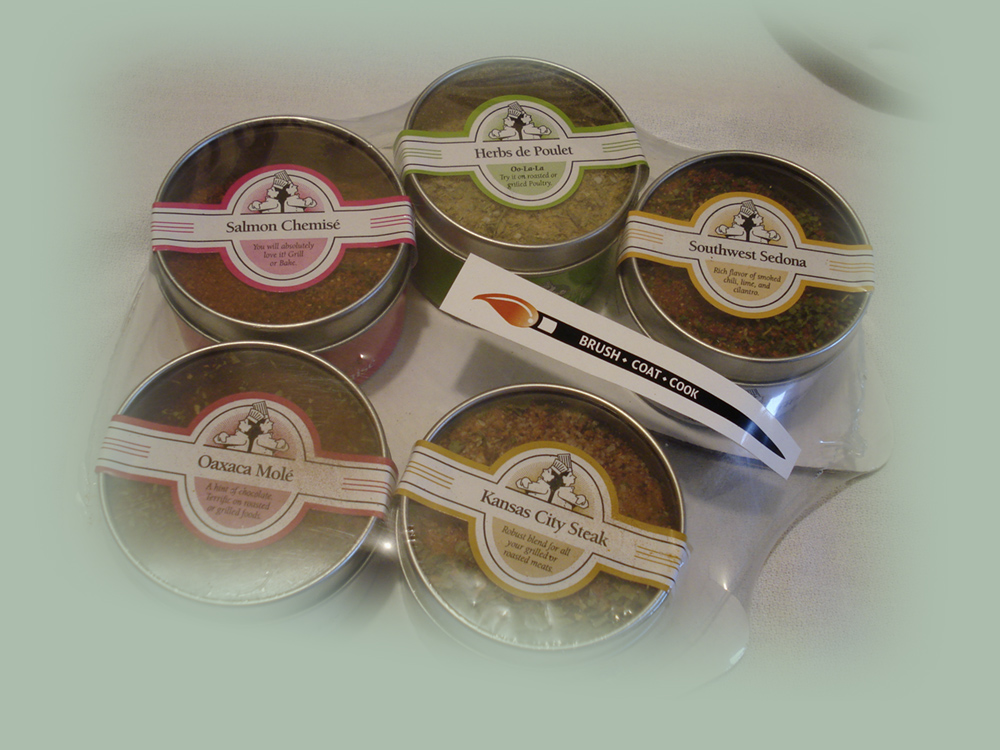 Herbs de Poulet
Oo-La-La
Try it on roasted or
grilled Poultry.
Salmon Chemisé
You will absolutely
love it! Grill
or Bake.
Southwest Sedona
Rich flavor of smoked
chili, lime, and
cilantro.
BRUSH • COAT • COOK
Oaxaca Molé
A hint of chocolate.
Terrific on roasted
or grilled foods.
Kansas City Steak
Robust blend for all
your grilled or
roasted meats.